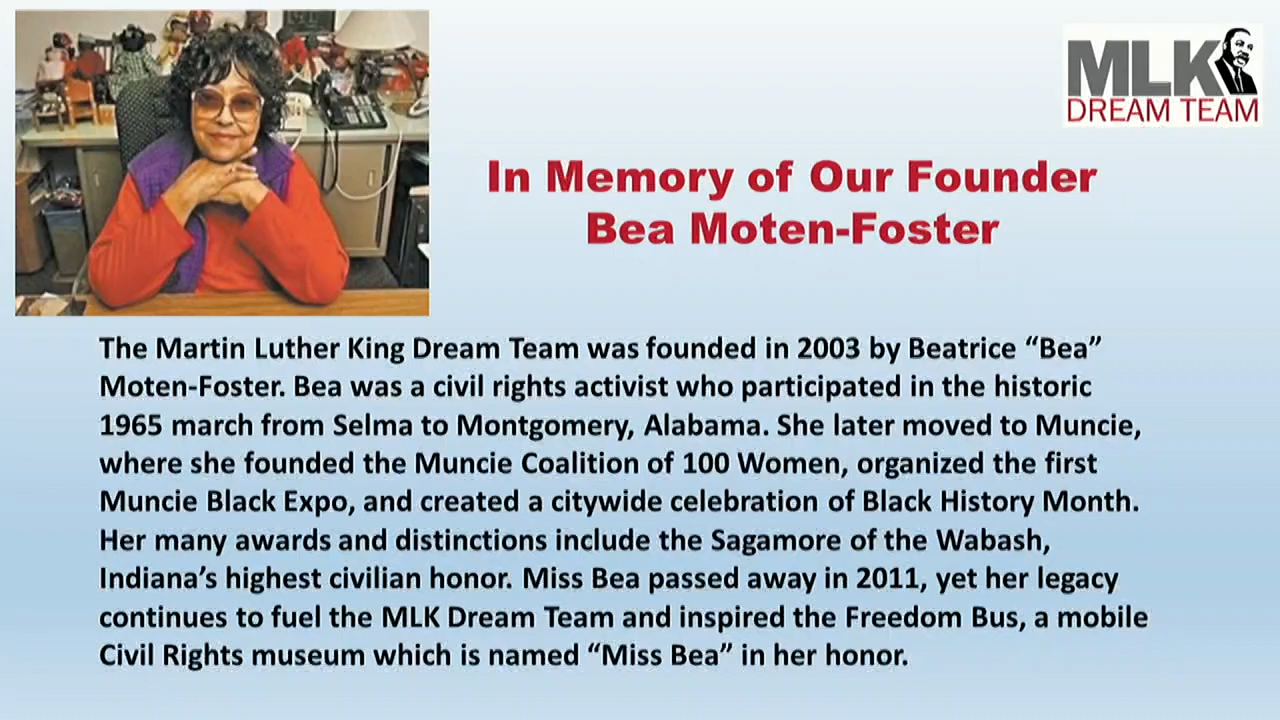 MLK
DREAM TEAM
In Memory of Our Founder
Bea Moten-Foster
The Martin Luther King Dream Team was founded in 2003 by Beatrice “Bea”
Moten-Foster. Bea was a civil rights activist who participated in the historic
1965 march from Selma to Montgomery, Alabama. She later moved to Muncie,
where she founded the Muncie Coalition of 100 Women, organized the first
Muncie Black Expo, and created a citywide celebration of Black History Month.
Her many awards and distinctions include the Sagamore of the Wabash,
Indiana’s highest civilian honor. Miss Bea passed away in 2011, yet her legacy
continues to fuel the MLK Dream Team and inspired the Freedom Bus, a mobile
Civil Rights museum which is named “Miss Bea” in her honor.